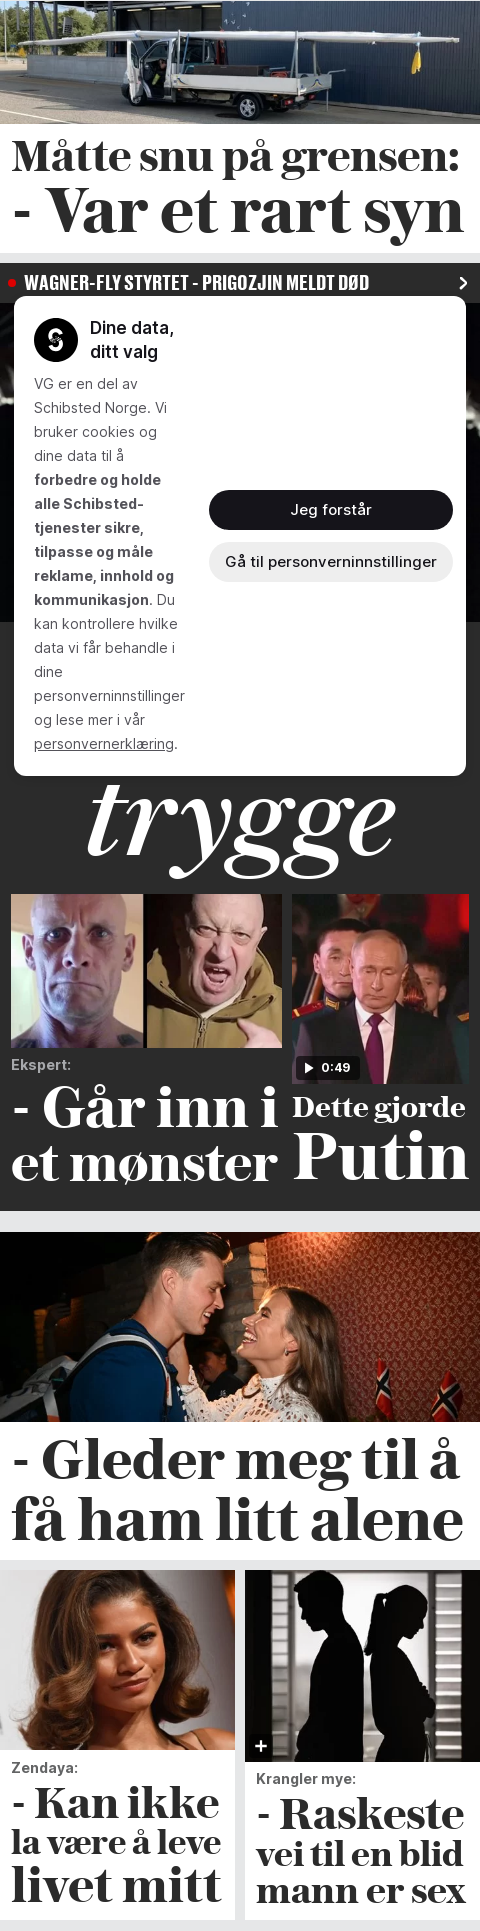 Måtte snu på grensen:
- Var et rart syn
WAGNER-FLY STYRTET - PRIGOZJIN MELDT DØD
Dine data,
ditt valg
VG er en del av
Schibsted Norge. Vi
bruker cookies og
dine data til å
forbedre og holde
alle Schibsted-
tjenester sikre,
tilpasse og måle
reklame, innhold og
kommunikasjon. Du
kan kontrollere hvilke
data vi får behandle i
dine
personverninnstillinger
og lese mer i vår
personvernerklæring.
Jeg forstår
Gå til personverninnstillinger
trygge
Ekspert:
- Går inn i
et mønster
0:49
Dette gjorde
Putin
- Gleder meg til å
få ham litt alene
Zendaya:
- Kan ikke
la være å leve
livet mitt
Krangler mye:
- Raskeste
vei til en blid
mann er sex